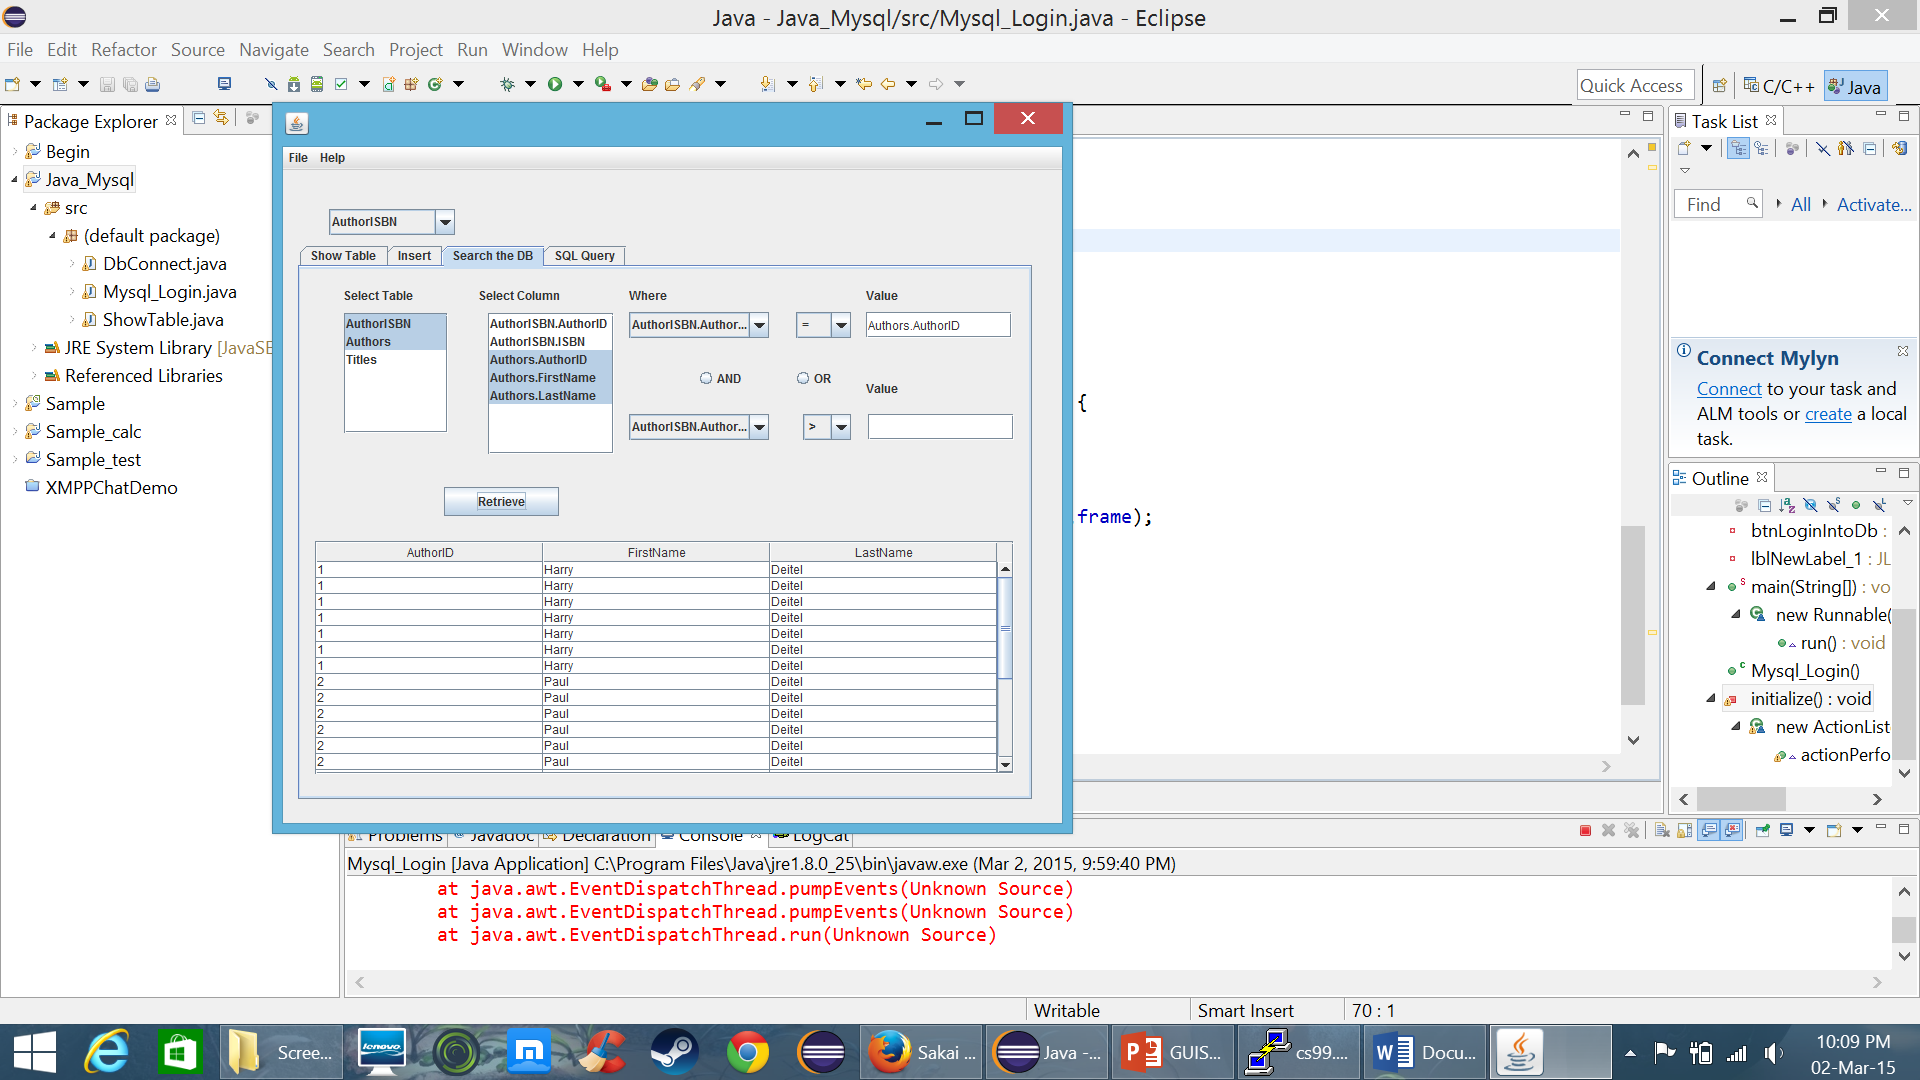 Java - Java_Mysql/src/Mysql_Login.java - Eclipse
File Edit Refactor Source Navigate Search Project Run Window Help
Quick Access
C/C++
Java
Package Explorer
Begin
Java_Mysql
src
(default package)
DbConnect.java
Mysql_Login.java
ShowTable.java
JRE System Library [JavaSE
Referenced Libraries
Sample
Sample_calc
Sample_test
XMPPChatDemo
File Help
AuthorISBN
Show Table Insert Search the DB SQL Query
Select Table Select Column Where Value
AuthorISBN
Authors
Titles
AuthorISBN.AuthorID
AuthorISBN.ISBN
Authors.AuthorID
Authors.FirstName
Authors.LastName
AuthorISBN.Author... = Authors.AuthorID
AND OR Value
AuthorISBN.Author... >
Retrieve
AuthorID FirstName LastName
1 Harry Deitel
1 Harry Deitel
1 Harry Deitel
1 Harry Deitel
1 Harry Deitel
1 Harry Deitel
1 Harry Deitel
2 Paul Deitel
2 Paul Deitel
2 Paul Deitel
2 Paul Deitel
2 Paul Deitel
2 Paul Deitel
{
.frame);
Task List
Find All Activate...
Connect Mylyn
Connect to your task and
ALM tools or create a local
task.
Outline
btnLoginIntoDb :
lblNewLabel_1 : JL
main(String[]) : vo
new Runnable(
run() : void
Mysql_Login()
initialize() : void
new ActionList
actionPerfo
Problems Javadoc Declaration Console LogCat
Mysql_Login [Java Application] C:\Program Files\Java\jre1.8.0_25\bin\javaw.exe (Mar 2, 2015, 9:59:40 PM)
at java.awt.EventDispatchThread.pumpEvents(Unknown Source)
at java.awt.EventDispatchThread.pumpEvents(Unknown Source)
at java.awt.EventDispatchThread.run(Unknown Source)
Writable Smart Insert 70 : 1
Scree... lenovo Sakai ... Java -... GUIS... cs99.... Docu...
10:09 PM
02-Mar-15